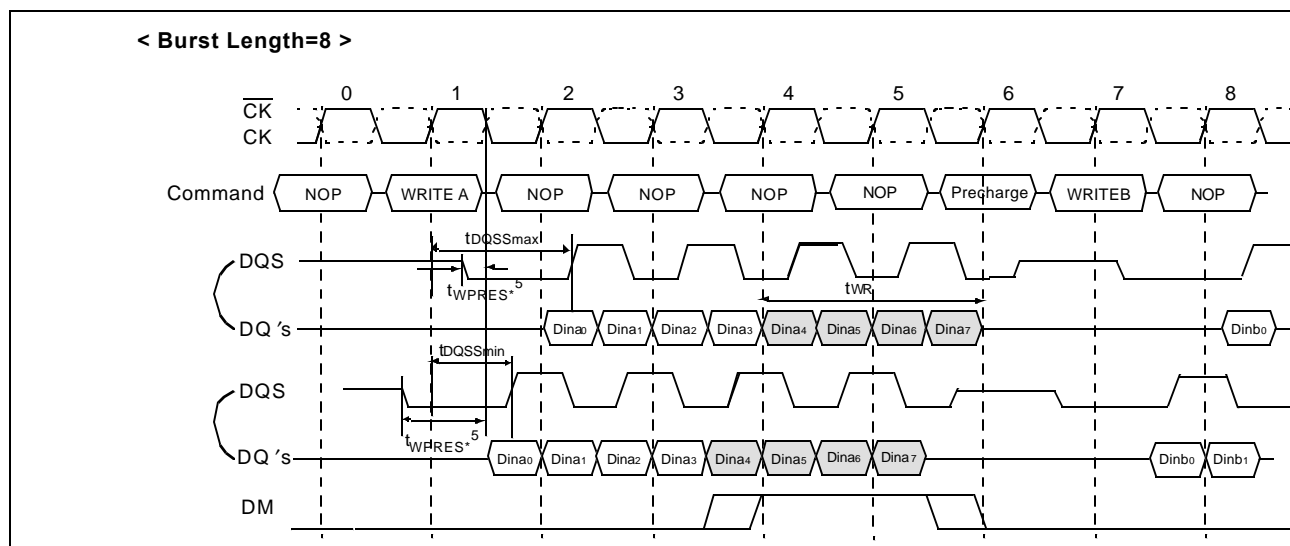 < Burst Length=8 >
0 1 2 3 4 5 6 7 8
CK
CK
Command NOP WRITE A NOP NOP NOP NOP Precharge WRITEB NOP
tDQSSmax
DQS
tWPRES*5
tWR
DQ's Dina0 Dina1 Dina2 Dina3 Dina4 Dina5 Dina6 Dina7 Dinb0
tDQSSmin
DQS
tWPRES*5
DQ's Dina0 Dina1 Dina2 Dina3 Dina4 Dina5 Dina6 Dina7 Dinb0 Dinb1
DM